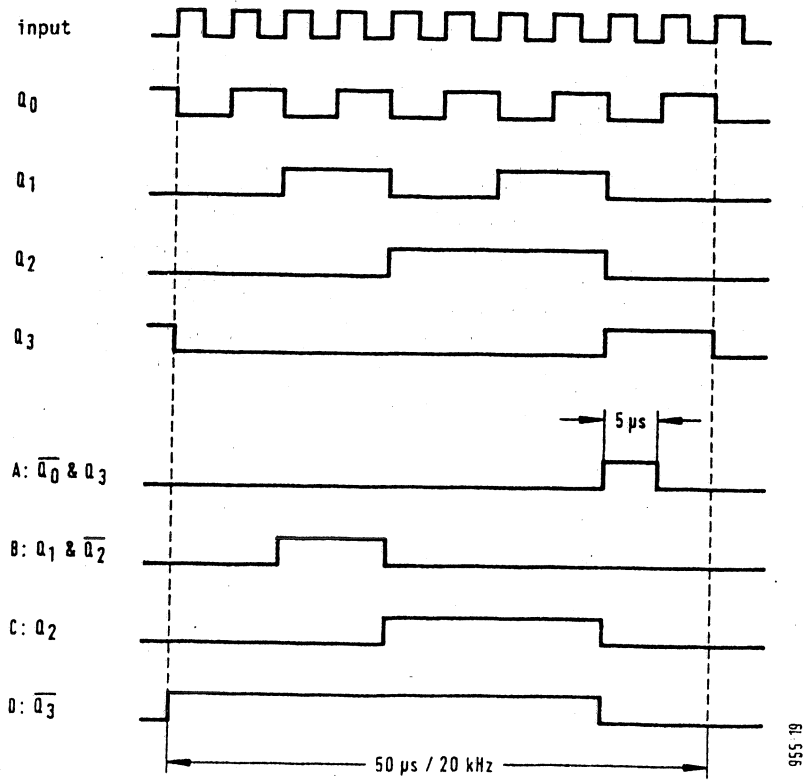 input
Q0
Q1
Q2
Q3
5 µs
A: Q̅0̅ & Q3
B: Q1 & Q̅2̅
C: Q2
D: Q̅3̅
50 µs / 20 kHz
955-19